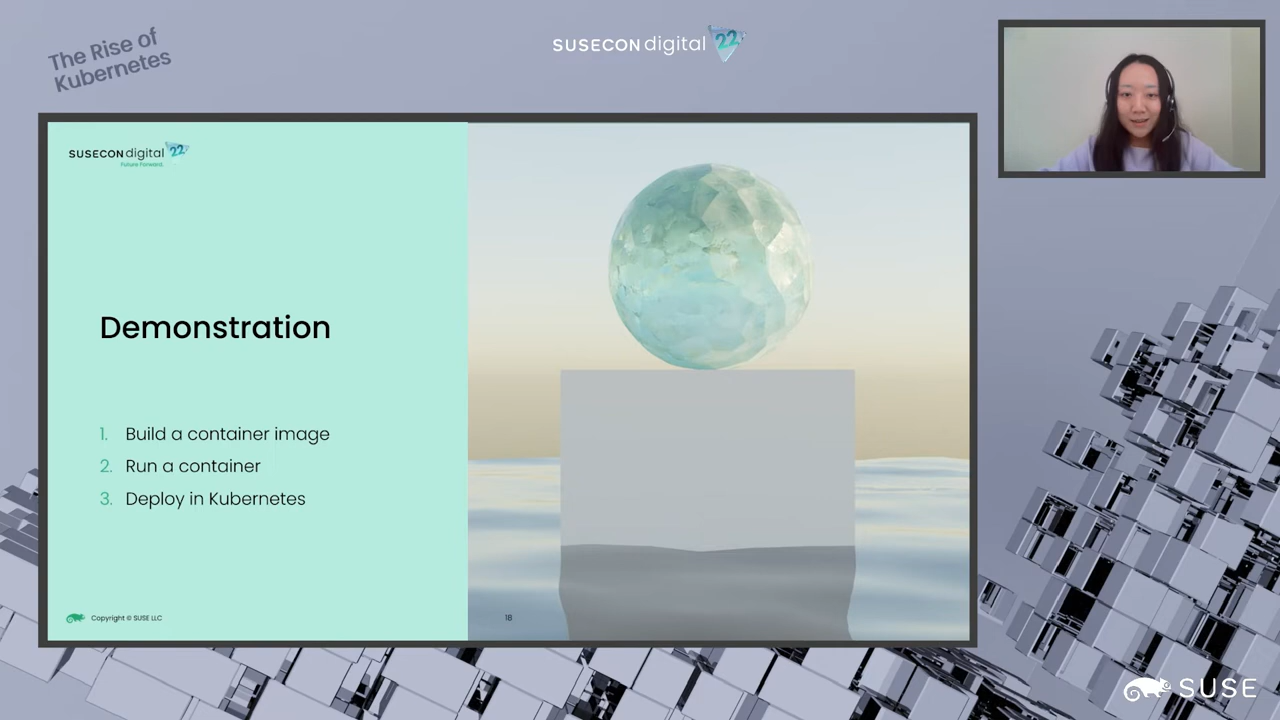 The Rise of
Kubernetes
SUSECON digital 22
SUSECON digital 22
Future Forward.
Demonstration
1. Build a container image
2. Run a container
3. Deploy in Kubernetes
Copyright © SUSE LLC
18
SUSE